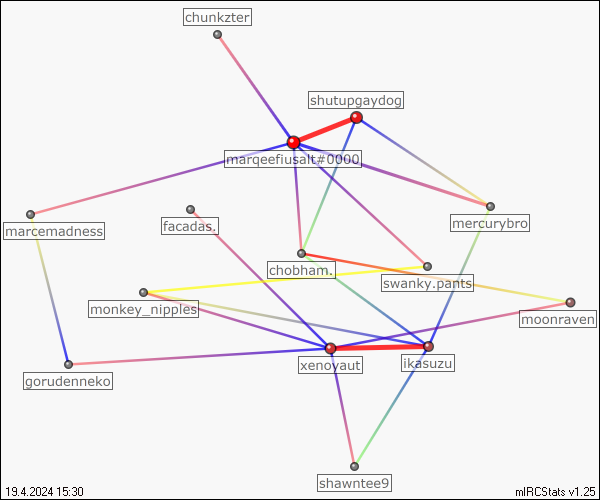 chunkzter
shutupgaydog
marqeefiusalt#0000
mercurybro
marcemadness
facadas.
chobham.
swanky.pants
monkey_nipples
moonraven
xenoyaut
ikasuzu
gorudenneko
shawntee9
19.4.2024 15:30
mIRCStats v1.25